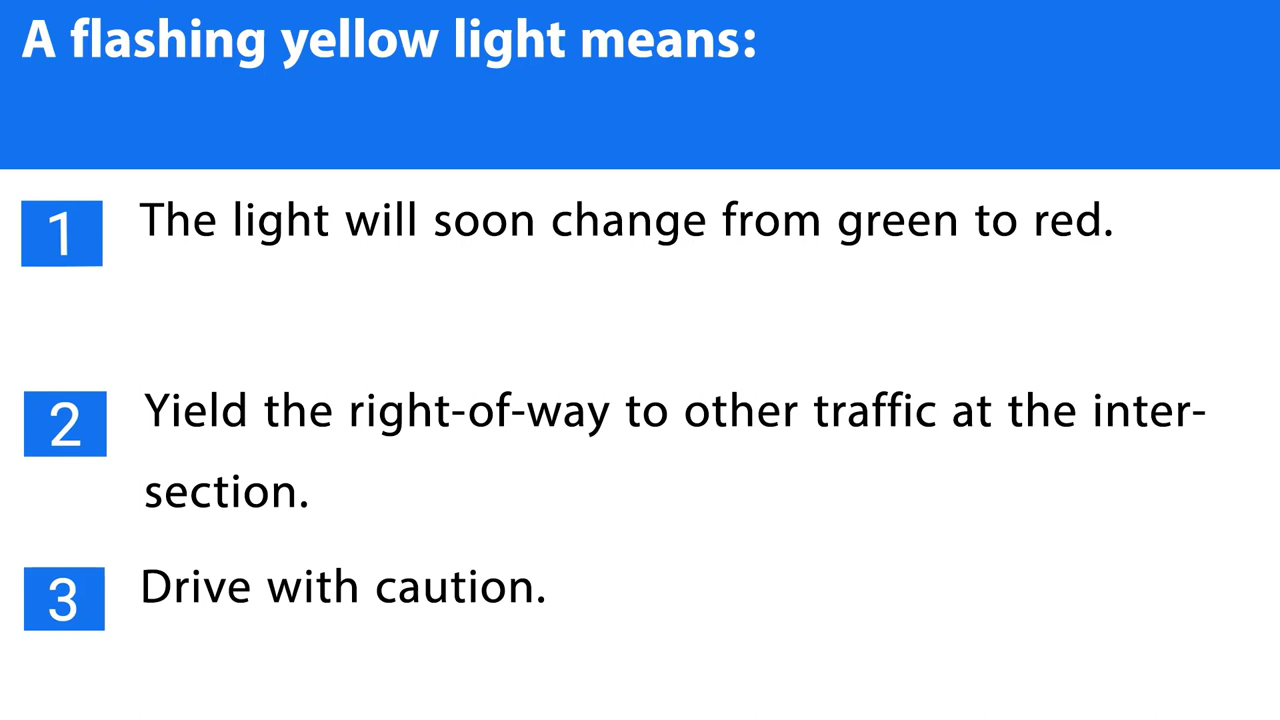 A flashing yellow light means:
1 The light will soon change from green to red.
2 Yield the right-of-way to other traffic at the inter-
section.
3 Drive with caution.